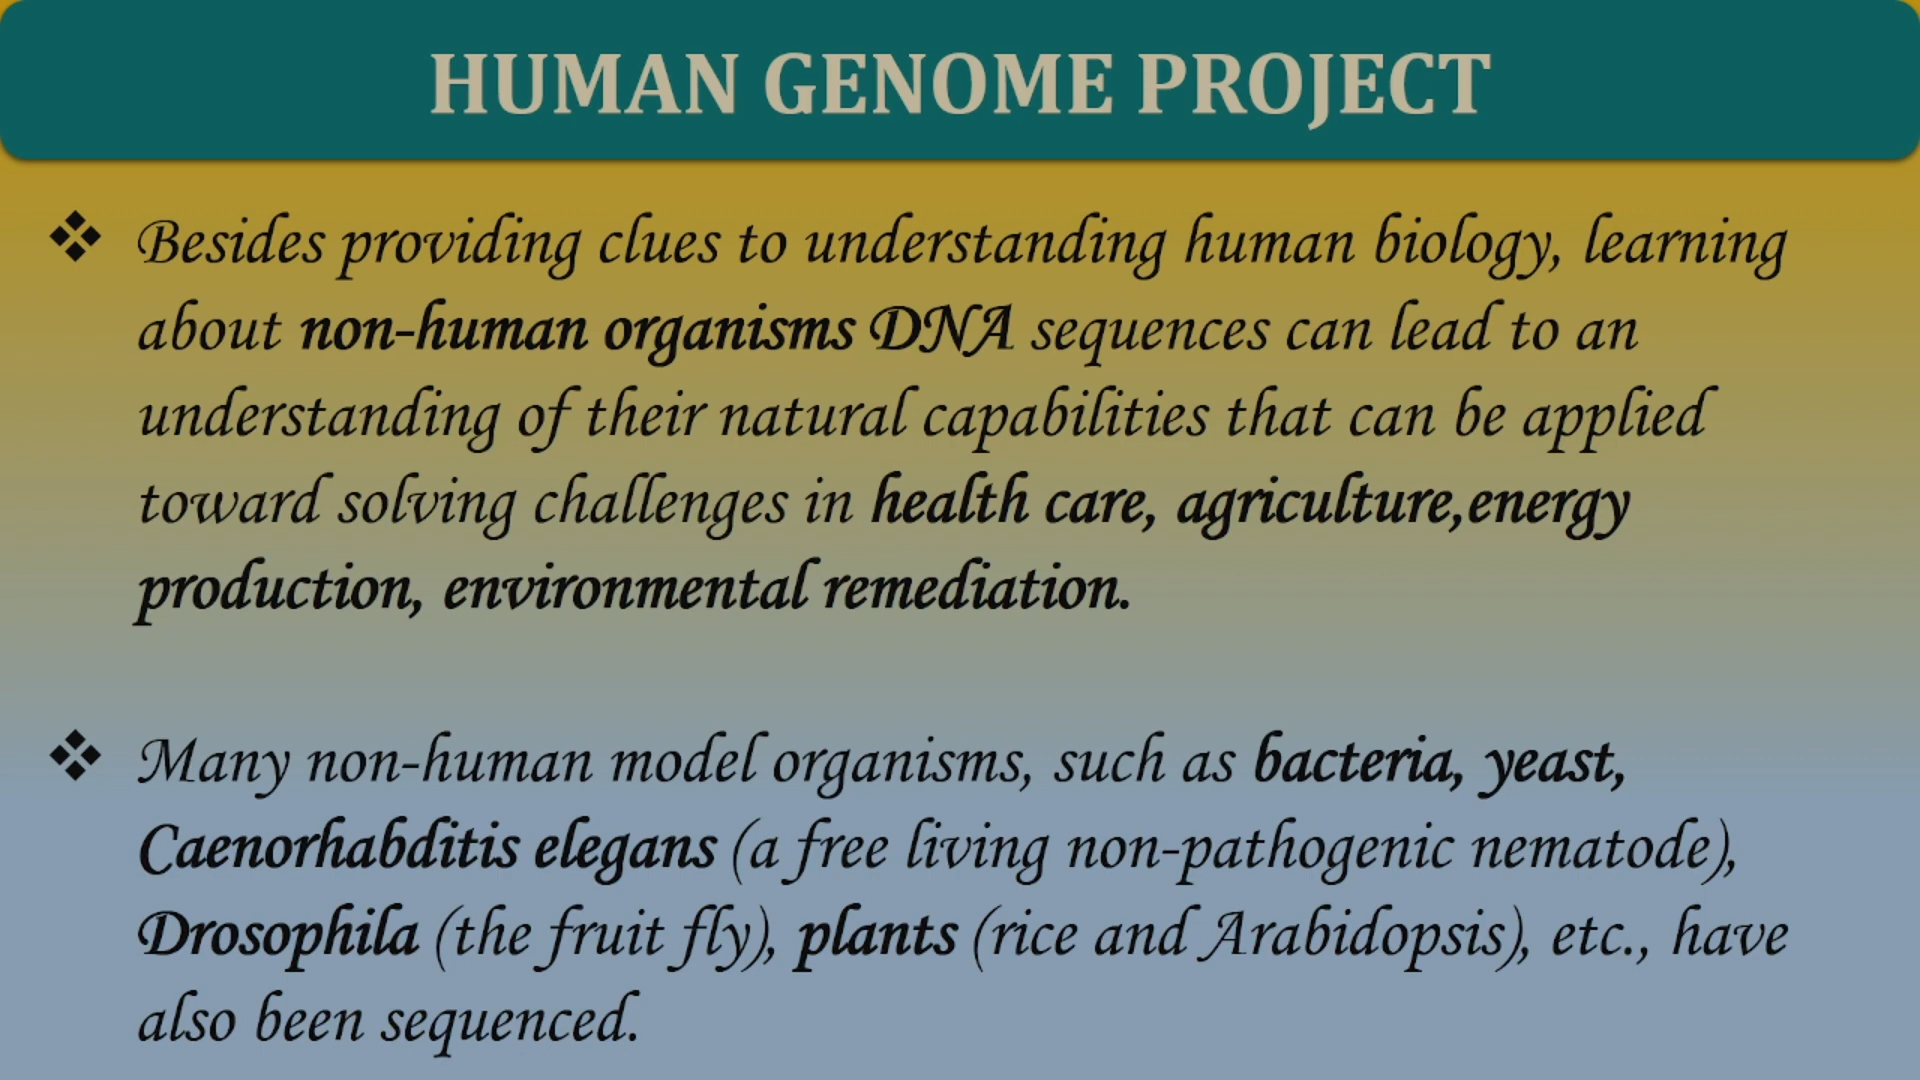 HUMAN GENOME PROJECT
❖ Besides providing clues to understanding human biology, learning
about non-human organisms DNA sequences can lead to an
understanding of their natural capabilities that can be applied
toward solving challenges in health care, agriculture,energy
production, environmental remediation.
❖ Many non-human model organisms, such as bacteria, yeast,
Caenorhabditis elegans (a free living non-pathogenic nematode),
Drosophila (the fruit fly), plants (rice and Arabidopsis), etc., have
also been sequenced.